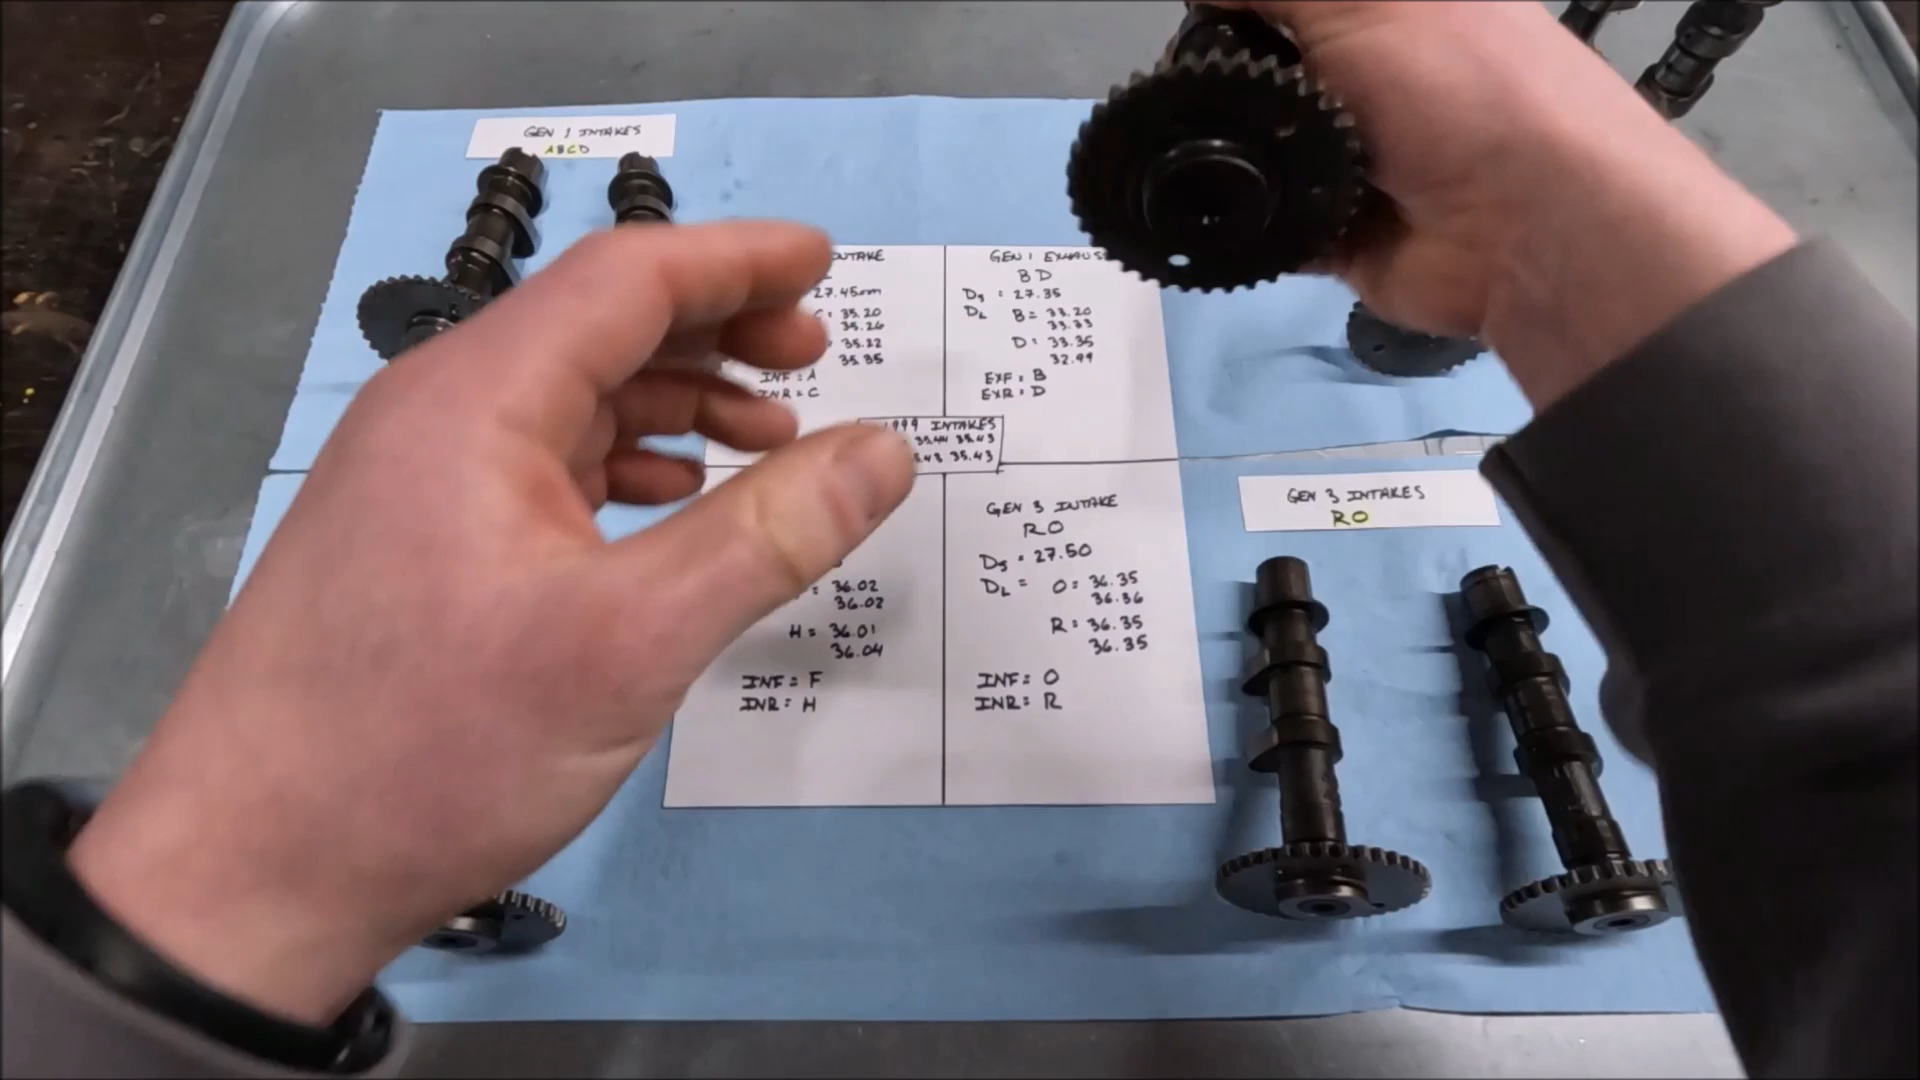 GEN 1 INTAKES
ABCD
INTAKE
27.45mm
C: 35.20
35.26
35.22
35.35
INF: A
INR: C
GEN 1 EXHAUS
B D
Ds: 27.35
DL B= 33.20
33.33
D: 33.35
32.99
EXF: B
EXR: D
1999 INTAKES
35.44 35.43
35.43
= 36.02
36.02
H= 36.01
36.04
INF= F
INR: H
GEN 3 INTAKE
RO
Ds = 27.50
DL = O: 36.35
36.36
R: 36.35
36.35
INF: O
INR: R
GEN 3 INTAKES
RO